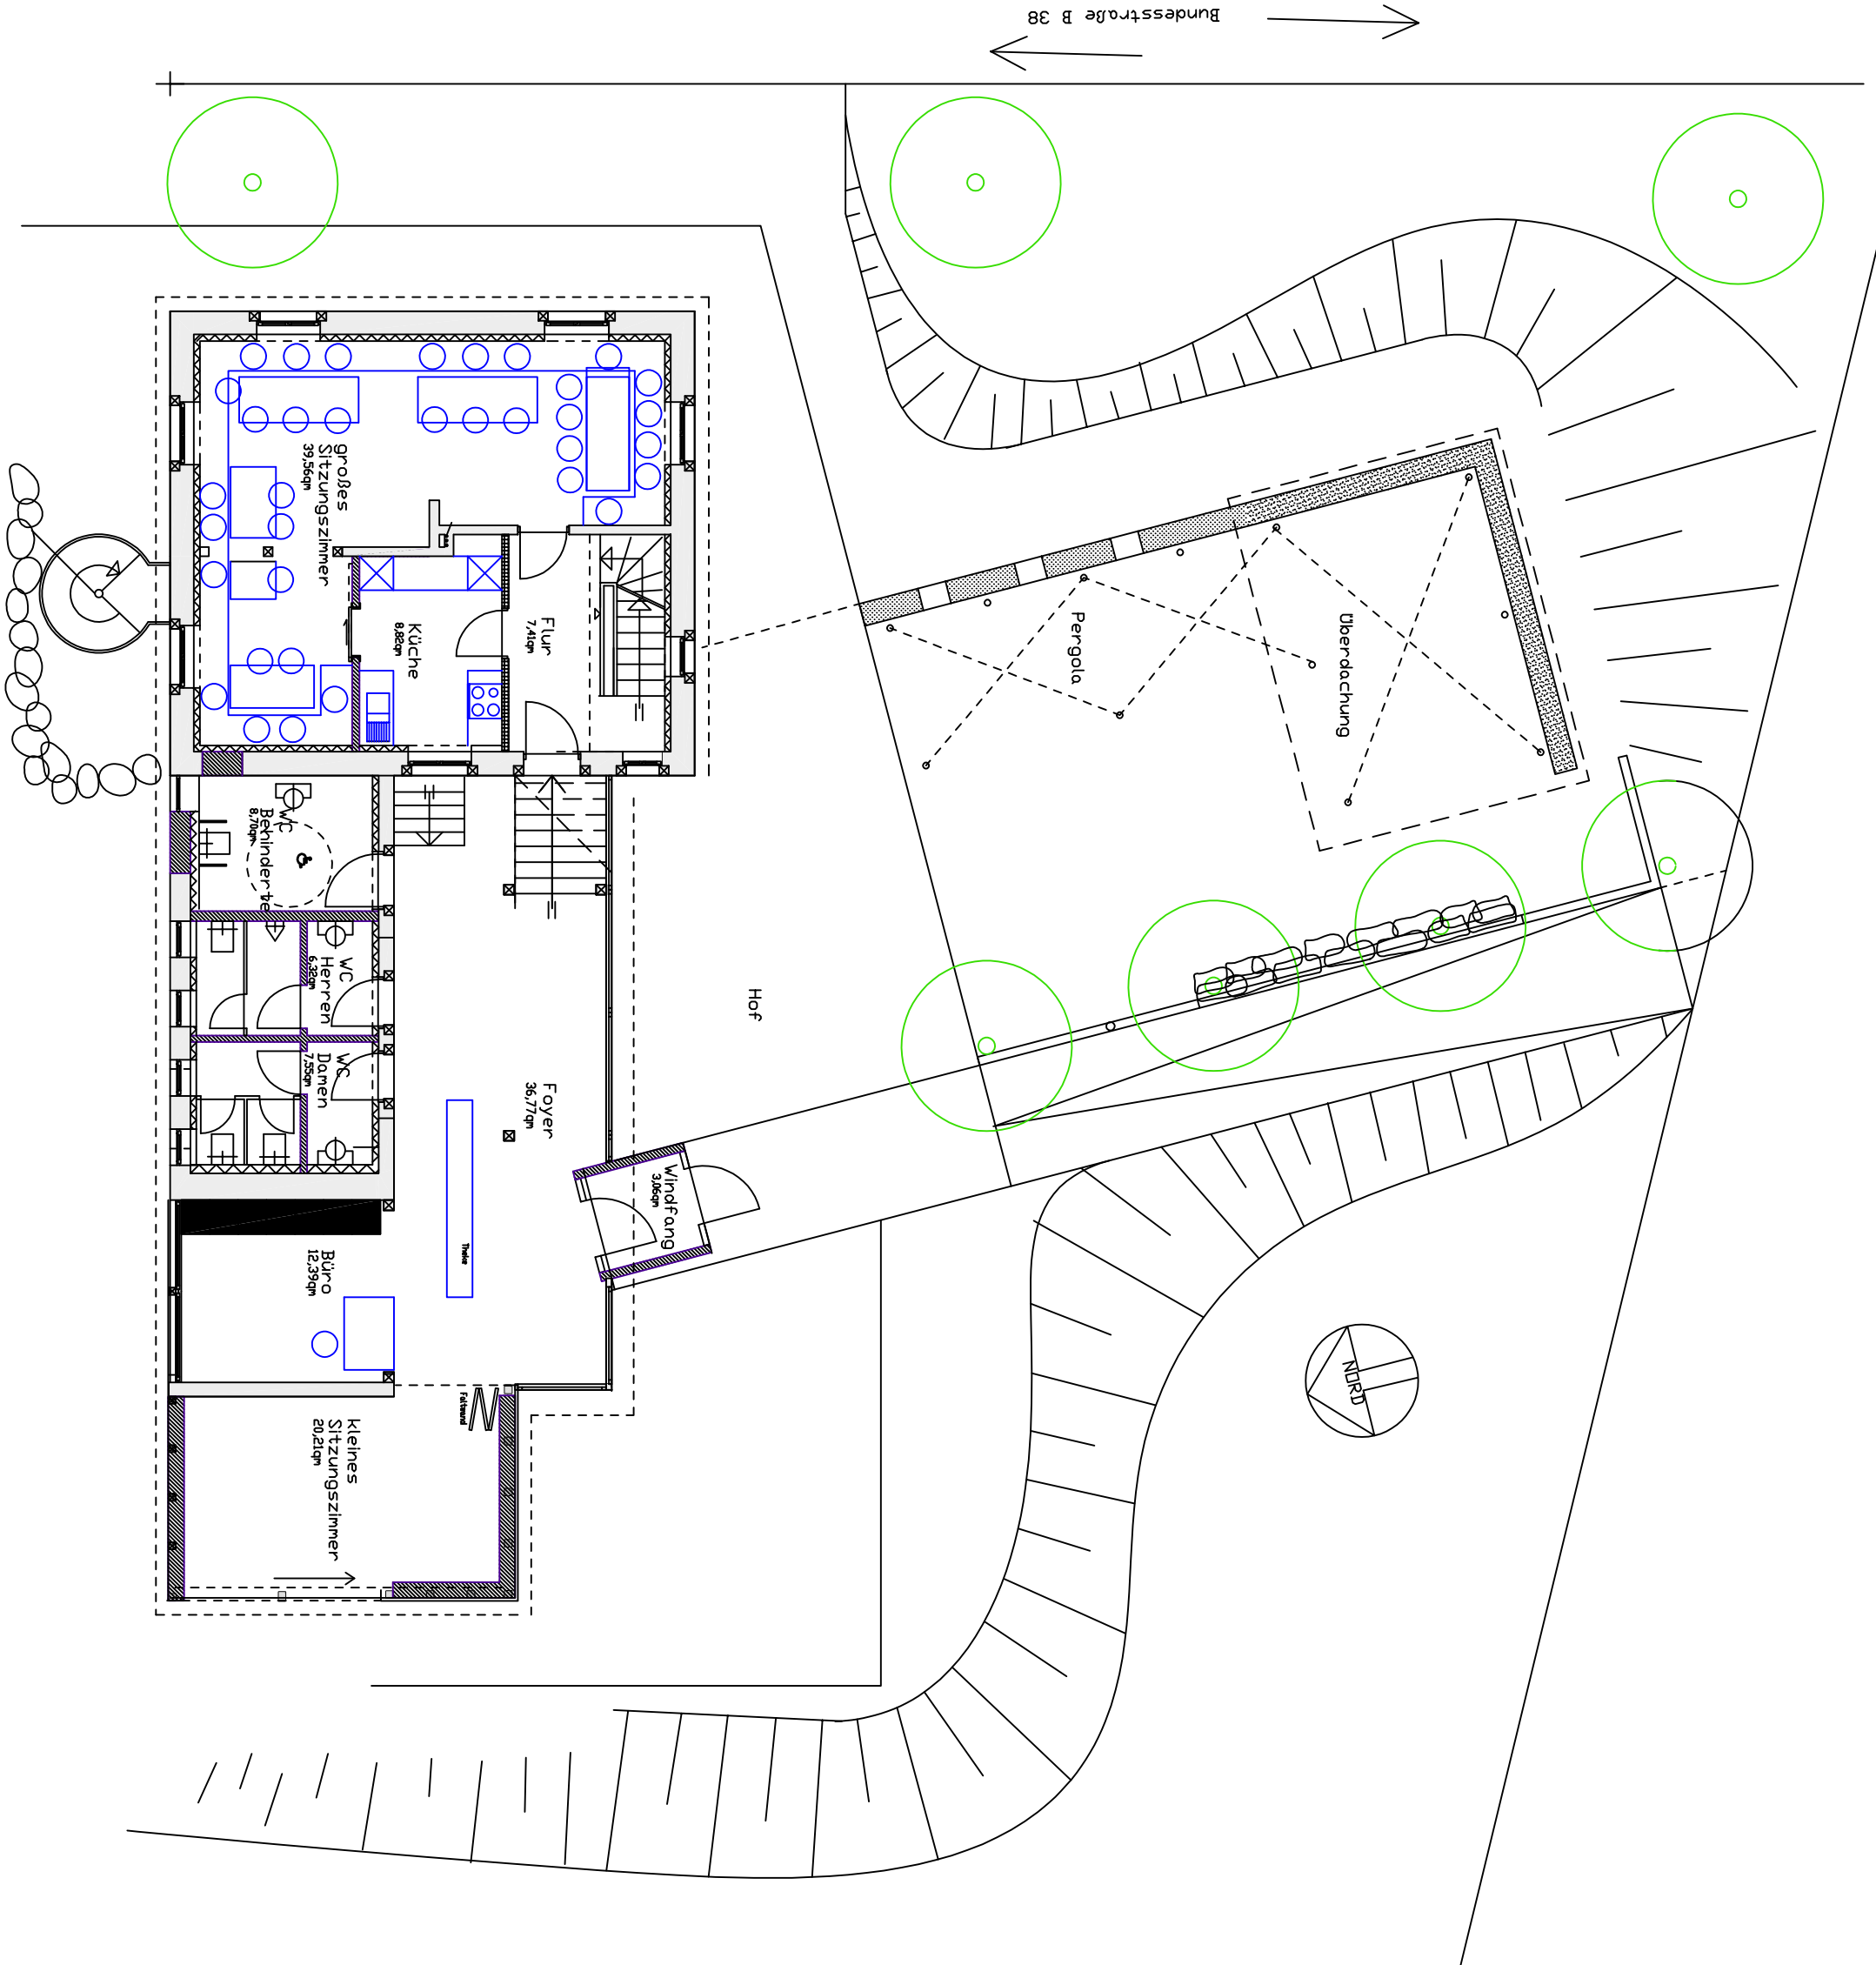 Bundesstraße B 38
großes
Sitzungszimmer
39,56qm
Küche
8,82qm
Flur
7,41qm
Pergola
Überdachung
WC
Behinderte
8,70qm
WC
Herren
6,32qm
WC
Damen
7,55qm
Foyer
36,77qm
Hof
Windfang
3,06qm
Theke
Büro
12,39qm
Faltwand
kleines
Sitzungszimmer
20,21qm
NORD